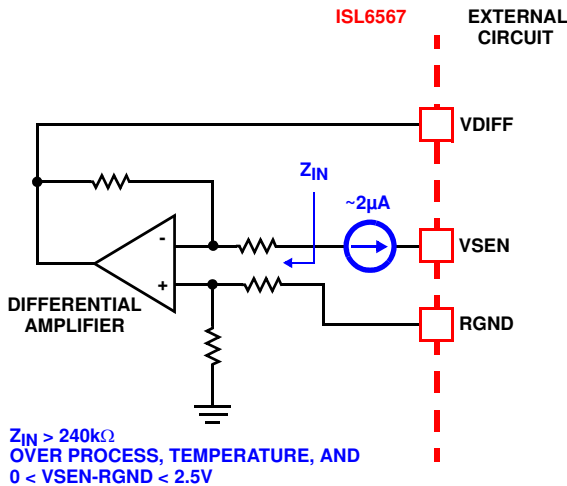 ISL6567
EXTERNAL
CIRCUIT
VDIFF
ZIN
~2µA
-
VSEN
+
DIFFERENTIAL
AMPLIFIER
RGND
ZIN > 240kΩ
OVER PROCESS, TEMPERATURE, AND
0 < VSEN-RGND < 2.5V